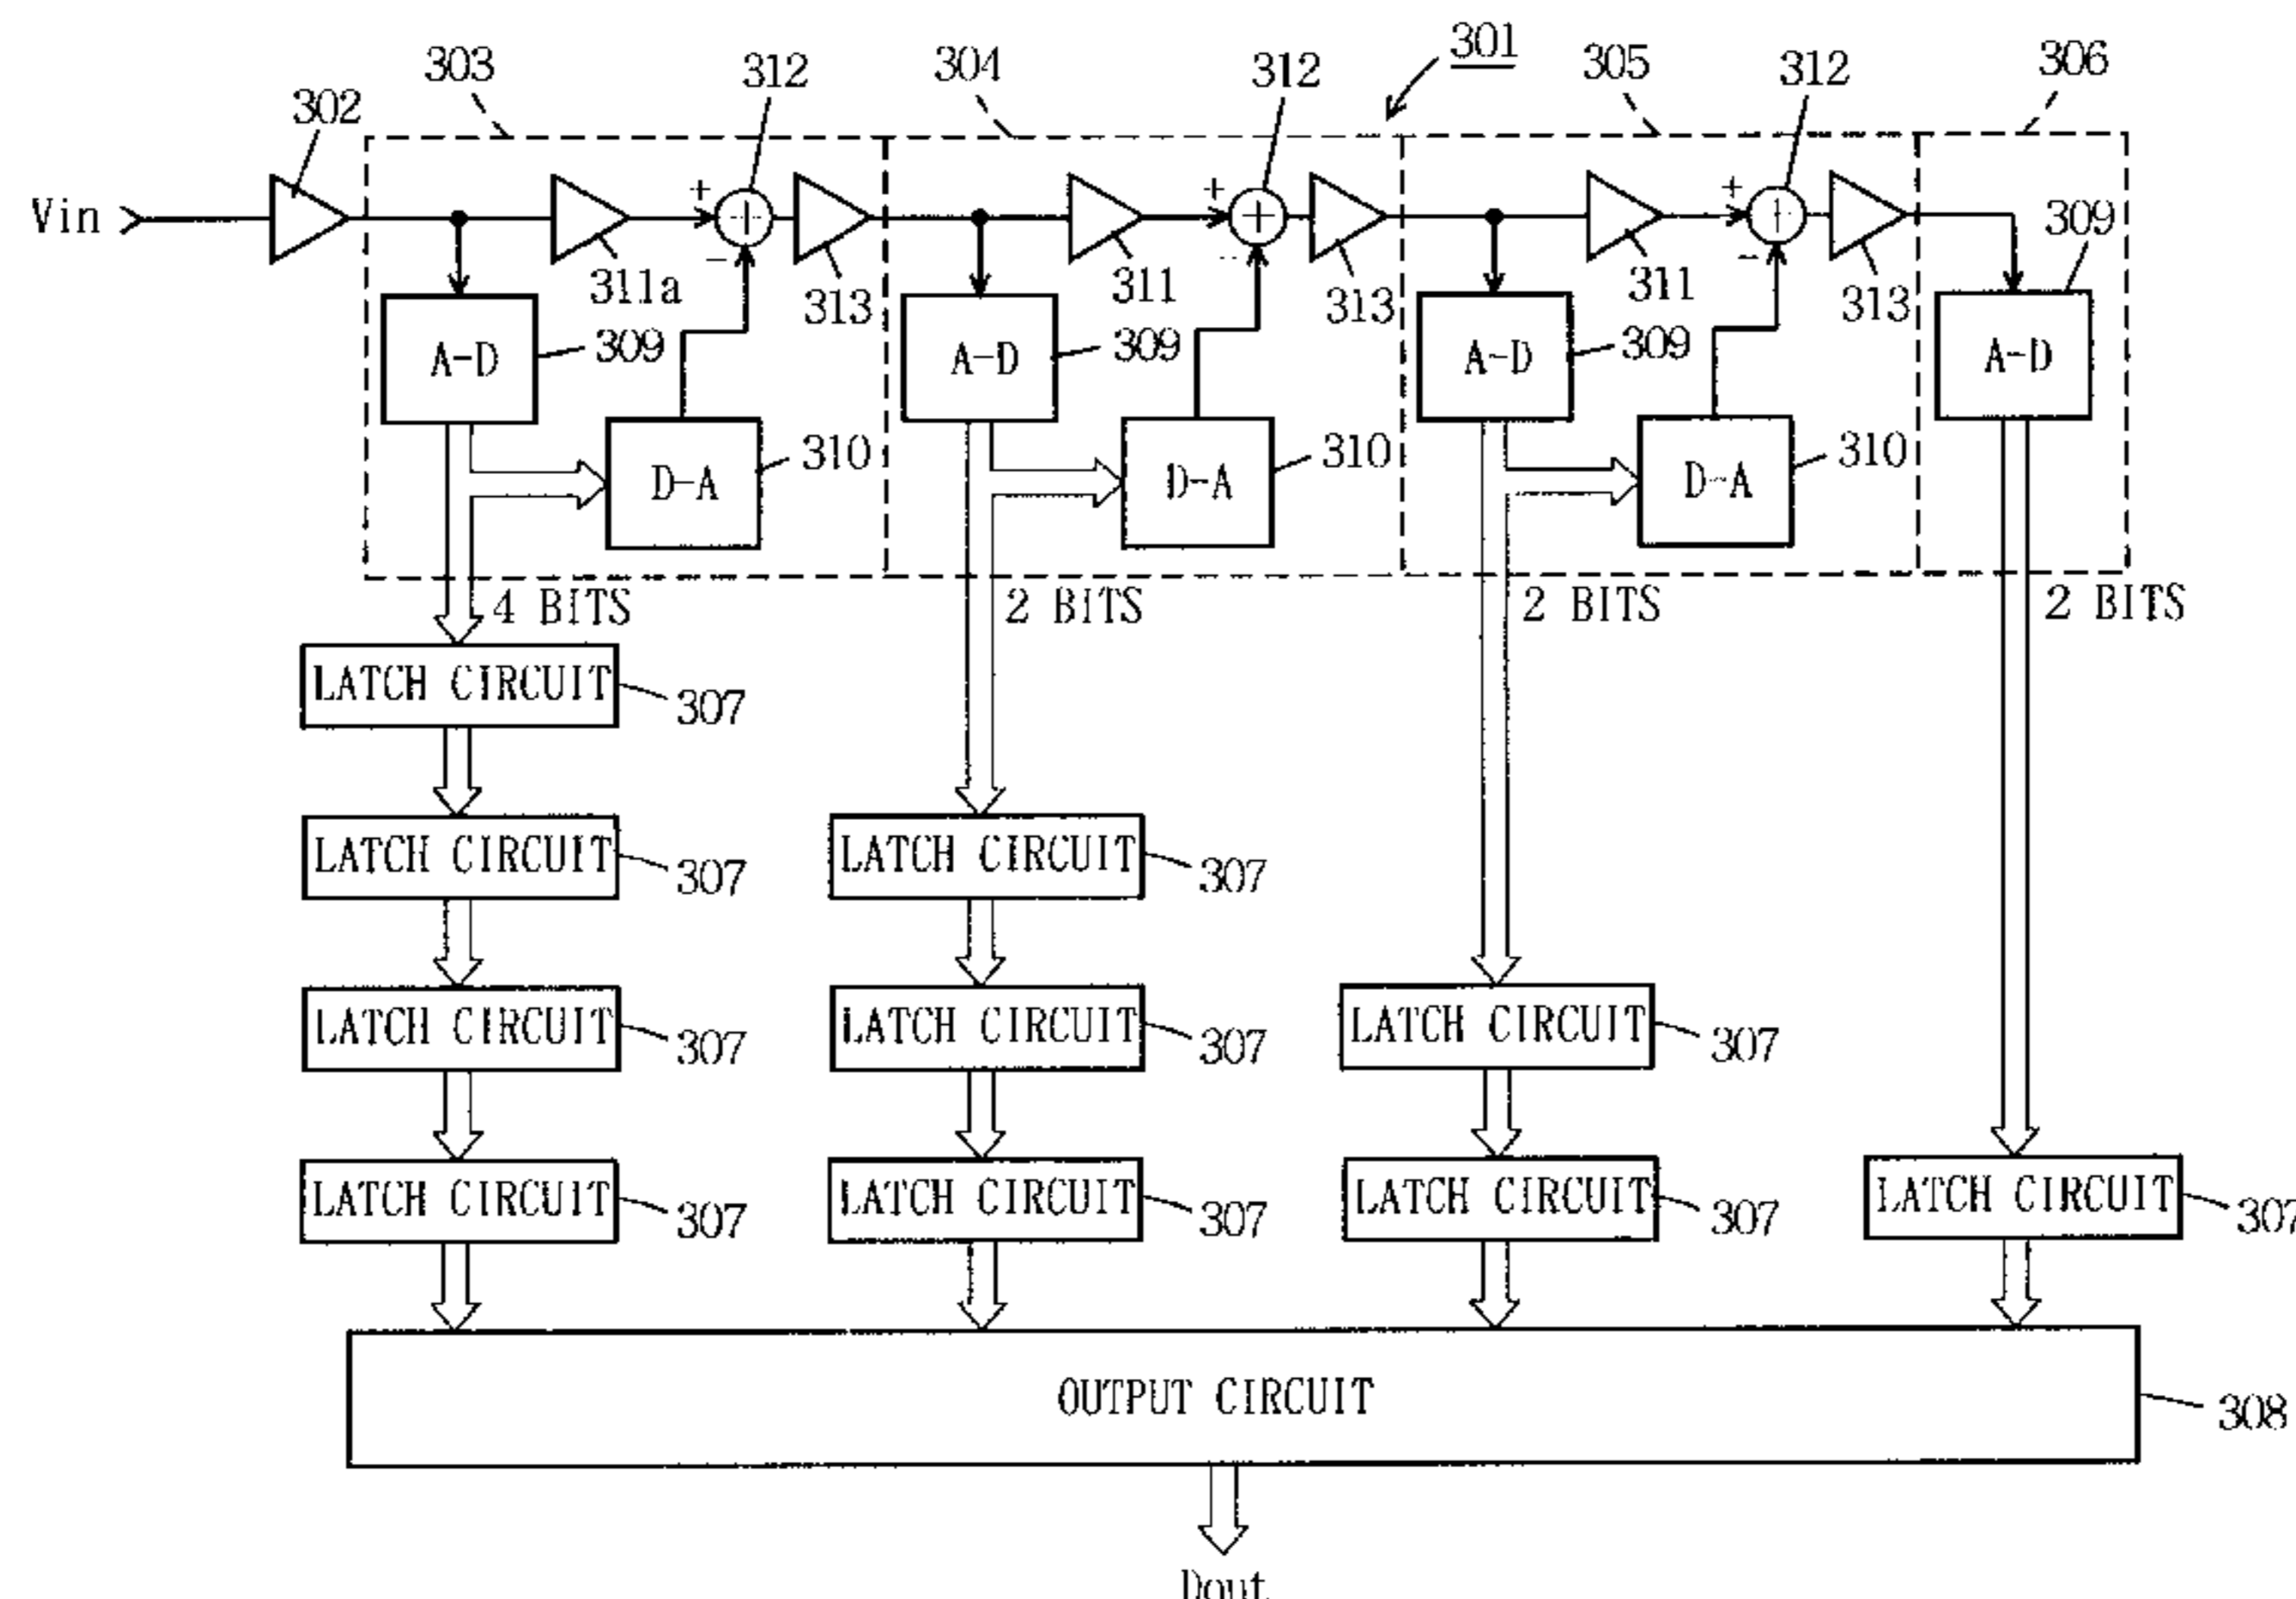 301
303
312
304
312
305
312
306
302
Vin
+
+
+
309
311a
313
311
313
311
313
-
-
-
A-D
309
A-D
309
A-D
309
A-D
D-A
310
D-A
310
D-A
310
4 BITS
2 BITS
2 BITS
2 BITS
LATCH CIRCUIT
307
LATCH CIRCUIT
307
LATCH CIRCUIT
307
LATCH CIRCUIT
307
LATCH CIRCUIT
307
LATCH CIRCUIT
307
LATCH CIRCUIT
307
LATCH CIRCUIT
307
LATCH CIRCUIT
307
LATCH CIRCUIT
307
OUTPUT CIRCUIT
308
Dout